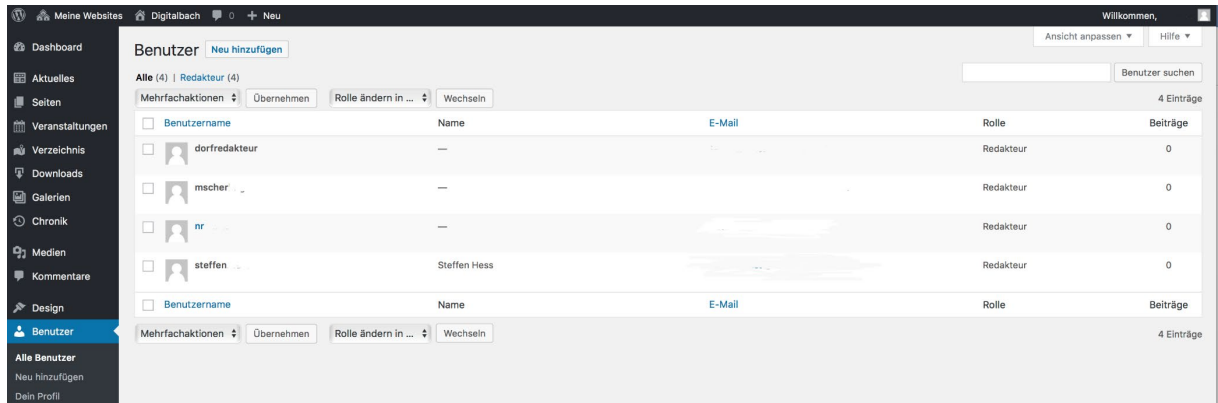 Meine Websites Digitalbach 0 + Neu Willkommen,
Dashboard
Aktuelles
Seiten
Veranstaltungen
Verzeichnis
Downloads
Galerien
Chronik
Medien
Kommentare
Design
Benutzer
Alle Benutzer
Neu hinzufügen
Dein Profil
Ansicht anpassen ▼ Hilfe ▼
Benutzer Neu hinzufügen
Alle (4) | Redakteur (4) Benutzer suchen
Mehrfachaktionen Übernehmen Rolle ändern in ... Wechseln 4 Einträge
Benutzername Name E-Mail Rolle Beiträge
dorfredakteur — Redakteur 0
mscher — Redakteur 0
nr — Redakteur 0
steffen Steffen Hess Redakteur 0
Benutzername Name E-Mail Rolle Beiträge
Mehrfachaktionen Übernehmen Rolle ändern in ... Wechseln 4 Einträge